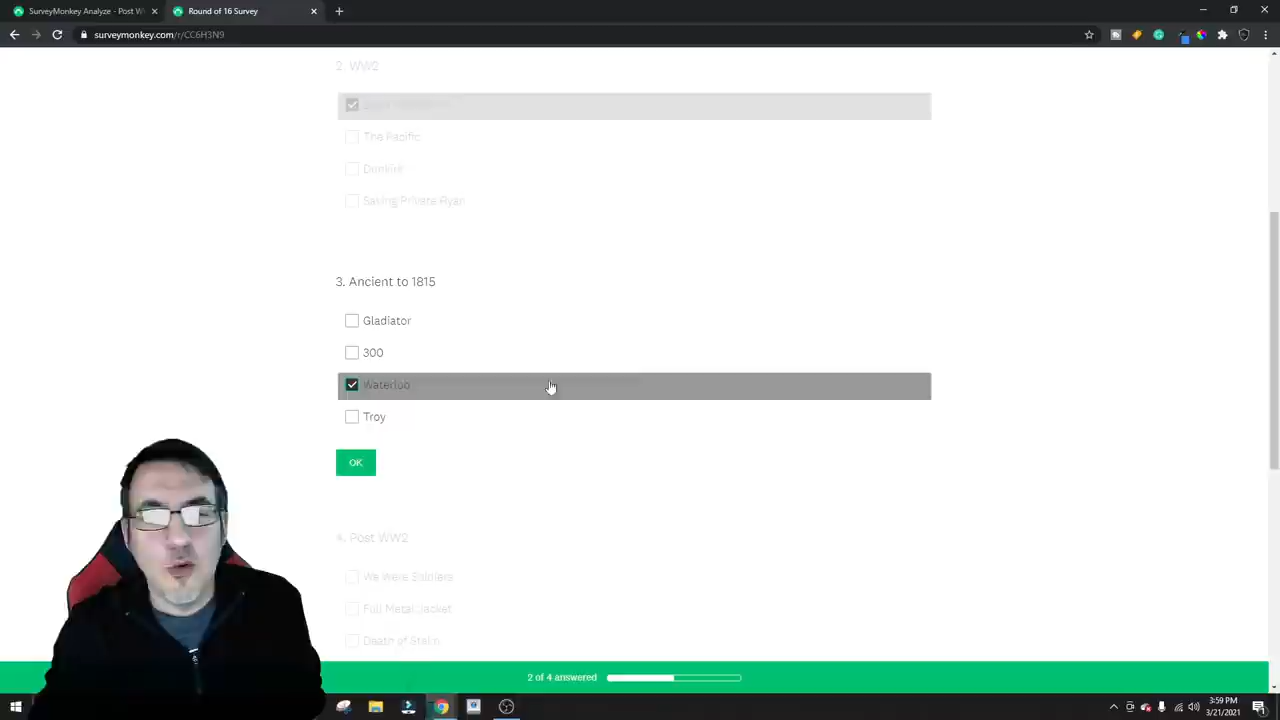 SurveyMonkey Analyze - Post W
Round of 16 Survey
surveymonkey.com/r/CC6H3N9
2. WW2
The Pacific
Dunkirk
Saving Private Ryan
3. Ancient to 1815
Gladiator
300
Waterloo
Troy
OK
4. Post WW2
We Were Soldiers
Full Metal Jacket
Death of Stalin
2 of 4 answered
3:59 PM
3/21/2021